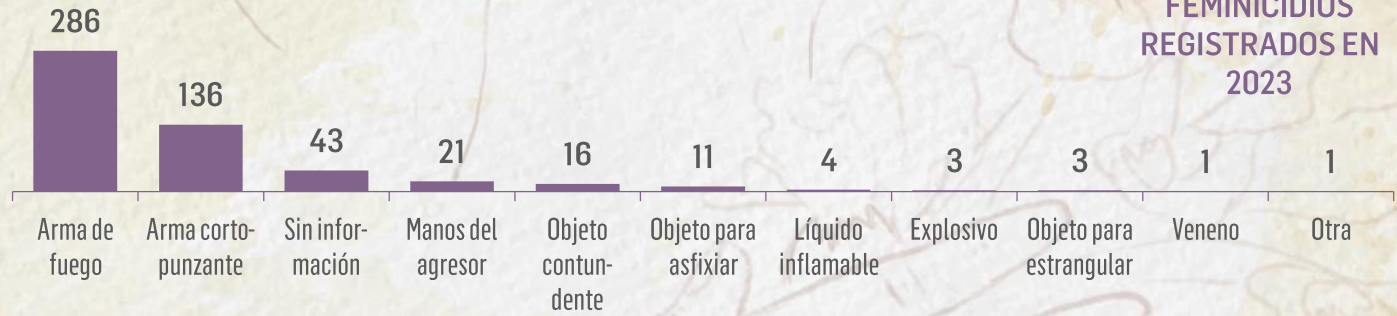 FEMINICIDIOS
REGISTRADOS EN
2023
286
136
43
21
16
11
4
3
3
1
1
Arma de
fuego
Arma corto-
punzante
Sin infor-
mación
Manos del
agresor
Objeto
contun-
dente
Objeto para
asfixiar
Líquido
inflamable
Explosivo
Objeto para
estrangular
Veneno
Otra